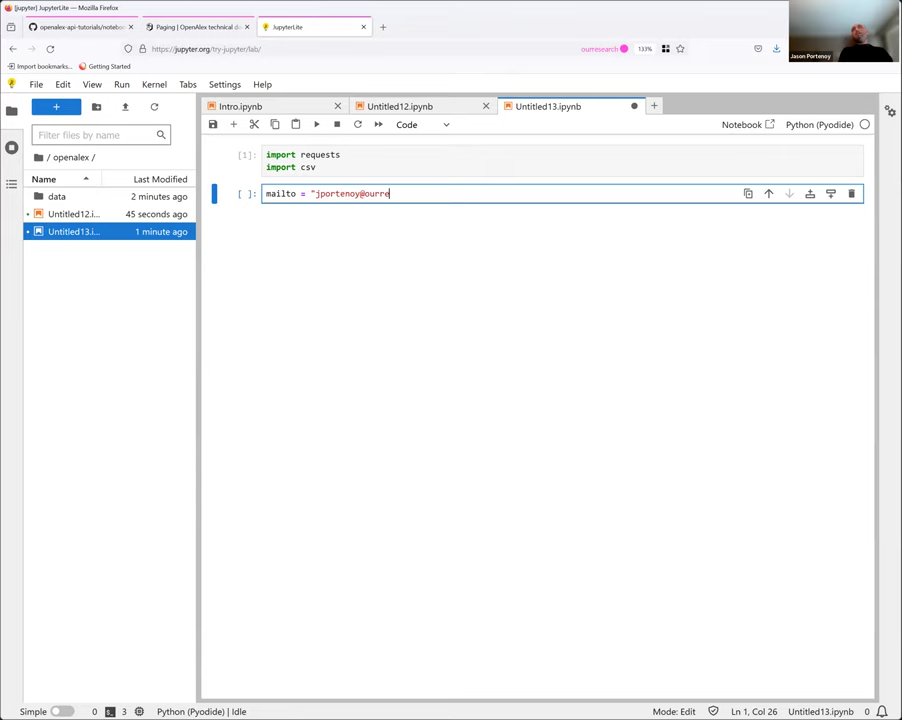 [jupyter] JupyterLite — Mozilla Firefox
openalex-api-tutorials/noteboo
Paging | OpenAlex technical do
JupyterLite
https://jupyter.org/try-jupyter/lab/
ourresearch
133%
Jason Portenoy
Import bookmarks...
Getting Started
File Edit View Run Kernel Tabs Settings Help
Intro.ipynb
Untitled12.ipynb
Untitled13.ipynb
Filter files by name
Code
Notebook
Python (Pyodide)
/ openalex /
Name
Last Modified
data
2 minutes ago
Untitled12.i...
45 seconds ago
Untitled13.i...
1 minute ago
[1]:
import requests
import csv
[ ]:
mailto = "jportenoy@ourre
Simple
0
3
Python (Pyodide) | Idle
Mode: Edit
Ln 1, Col 26
Untitled13.ipynb
0